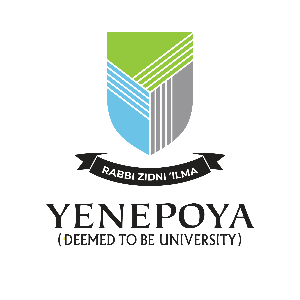 RABBI ZIDNI 'ILMA
YENEPOYA
(DEEMED TO BE UNIVERSITY)